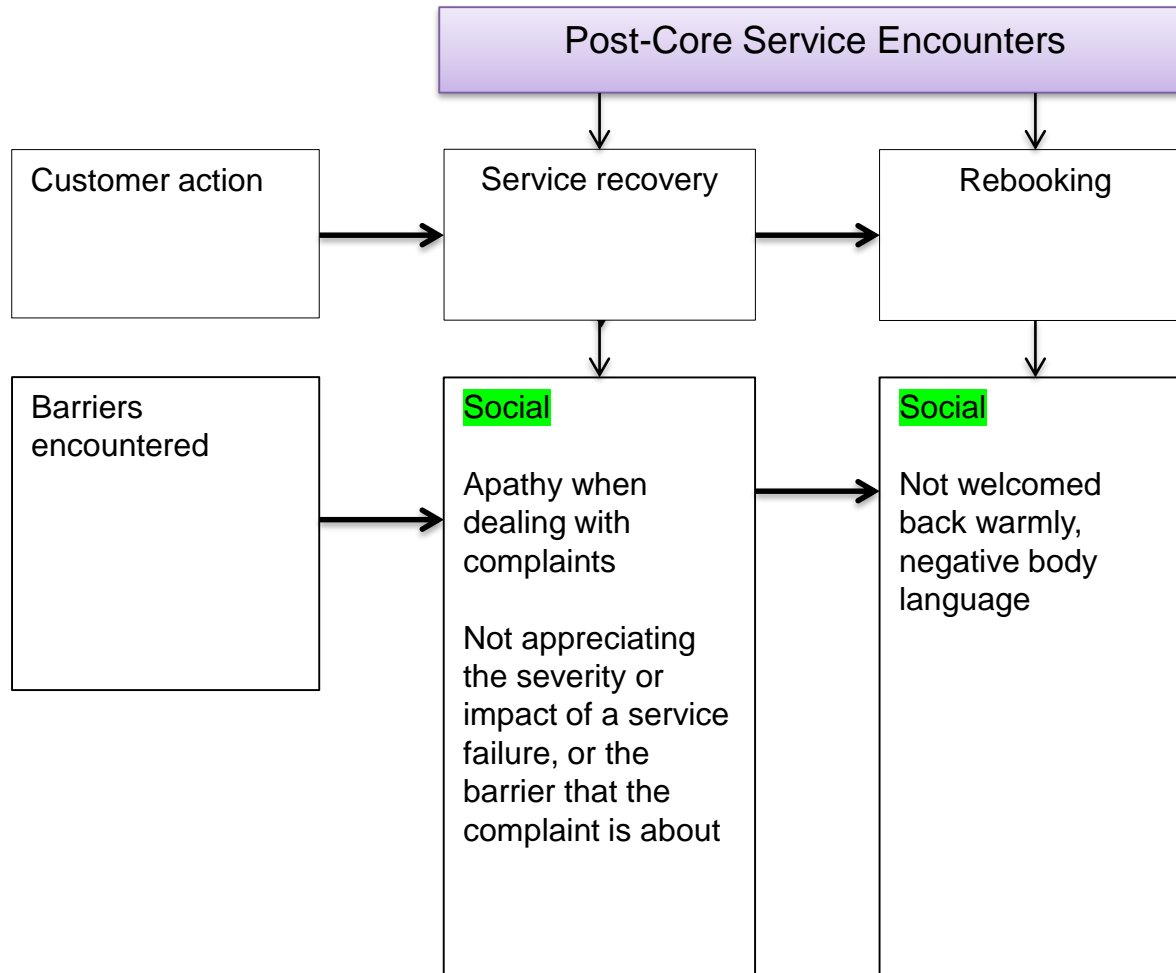 Post-Core Service Encounters
Customer action
Service recovery
Rebooking
Barriers
encountered
Social
Apathy when
dealing with
complaints
Not appreciating
the severity or
impact of a service
failure, or the
barrier that the
complaint is about
Social
Not welcomed
back warmly,
negative body
language